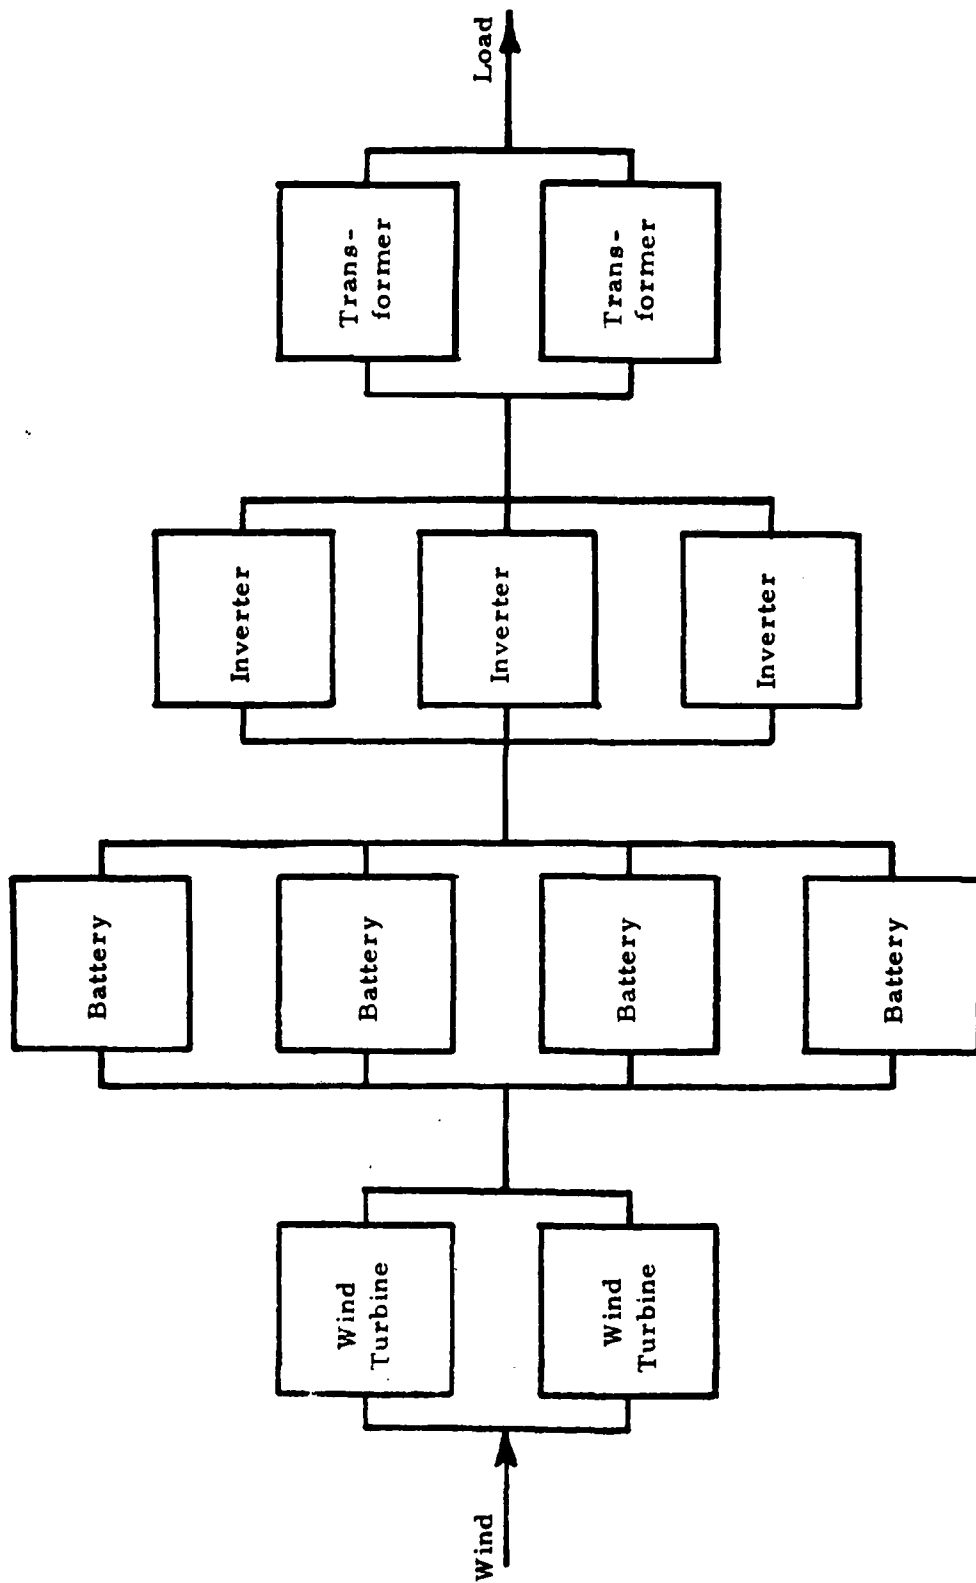 Wind
Wind
Turbine
Wind
Turbine
Battery
Battery
Battery
Battery
Inverter
Inverter
Inverter
Trans-
former
Trans-
former
Load